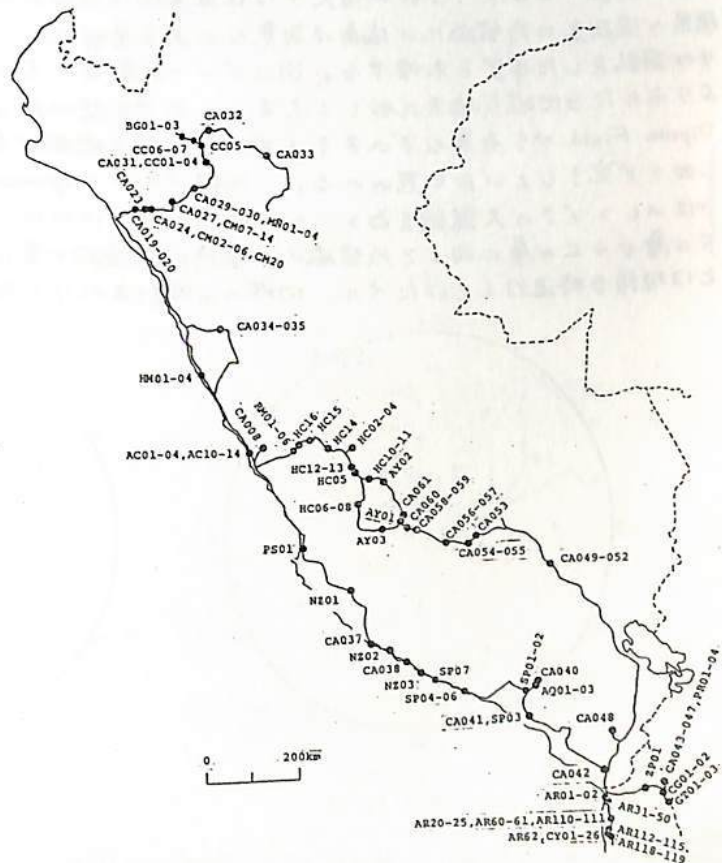 CA032
BG01-03
CC06-07
CC05
CA033
CA031,CC01-04
CA023
CA029-030,MR01-04
CA027,CM07-14
CA024,CM02-06,CM20
CA019-020
CA034-035
HM01-04
CA008
RM01-06
HC16
HC15
HC14
HC02-04
AC01-04,AC10-14
HC12-13
HC05
HC10-11
AY02
CA061
CA060
CA058-059
HC06-08
AY01
CA056-057
CA053
AY03
CA054-055
PS01
CA049-052
NZ01
CA037
NZ02
CA038
SP07
NZ03
SP04-06
SP01-02
CA040
AQ01-03
CA041,SP03
CA048
0 200km
CA042
ZP01
CA043-047,PR01-04
CG01-02
GT01-03
AR01-02
AR31-50
AR20-25,AR60-61,AR110-111
AR62,CY01-26
AR112-115,
AR118-119